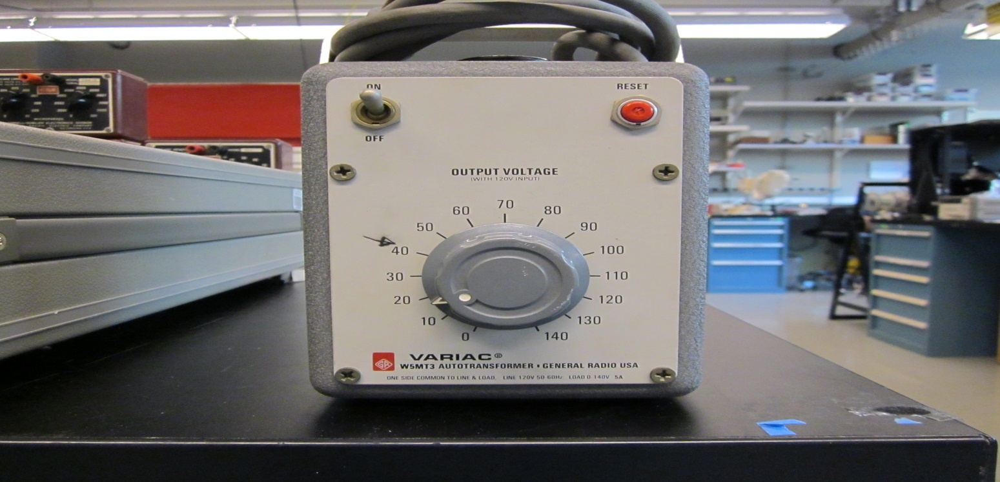 ON
RESET
OFF
OUTPUT VOLTAGE
(WITH 120V INPUT)
70
60 80
50 90
40 100
30 110
20 120
10 130
0 140
GR VARIAC®
W5MT3 AUTOTRANSFORMER • GENERAL RADIO USA
ONE SIDE COMMON TO LINE & LOAD. LINE 120V 50-60Hz LOAD 0-140V 5A
MICROFARADS